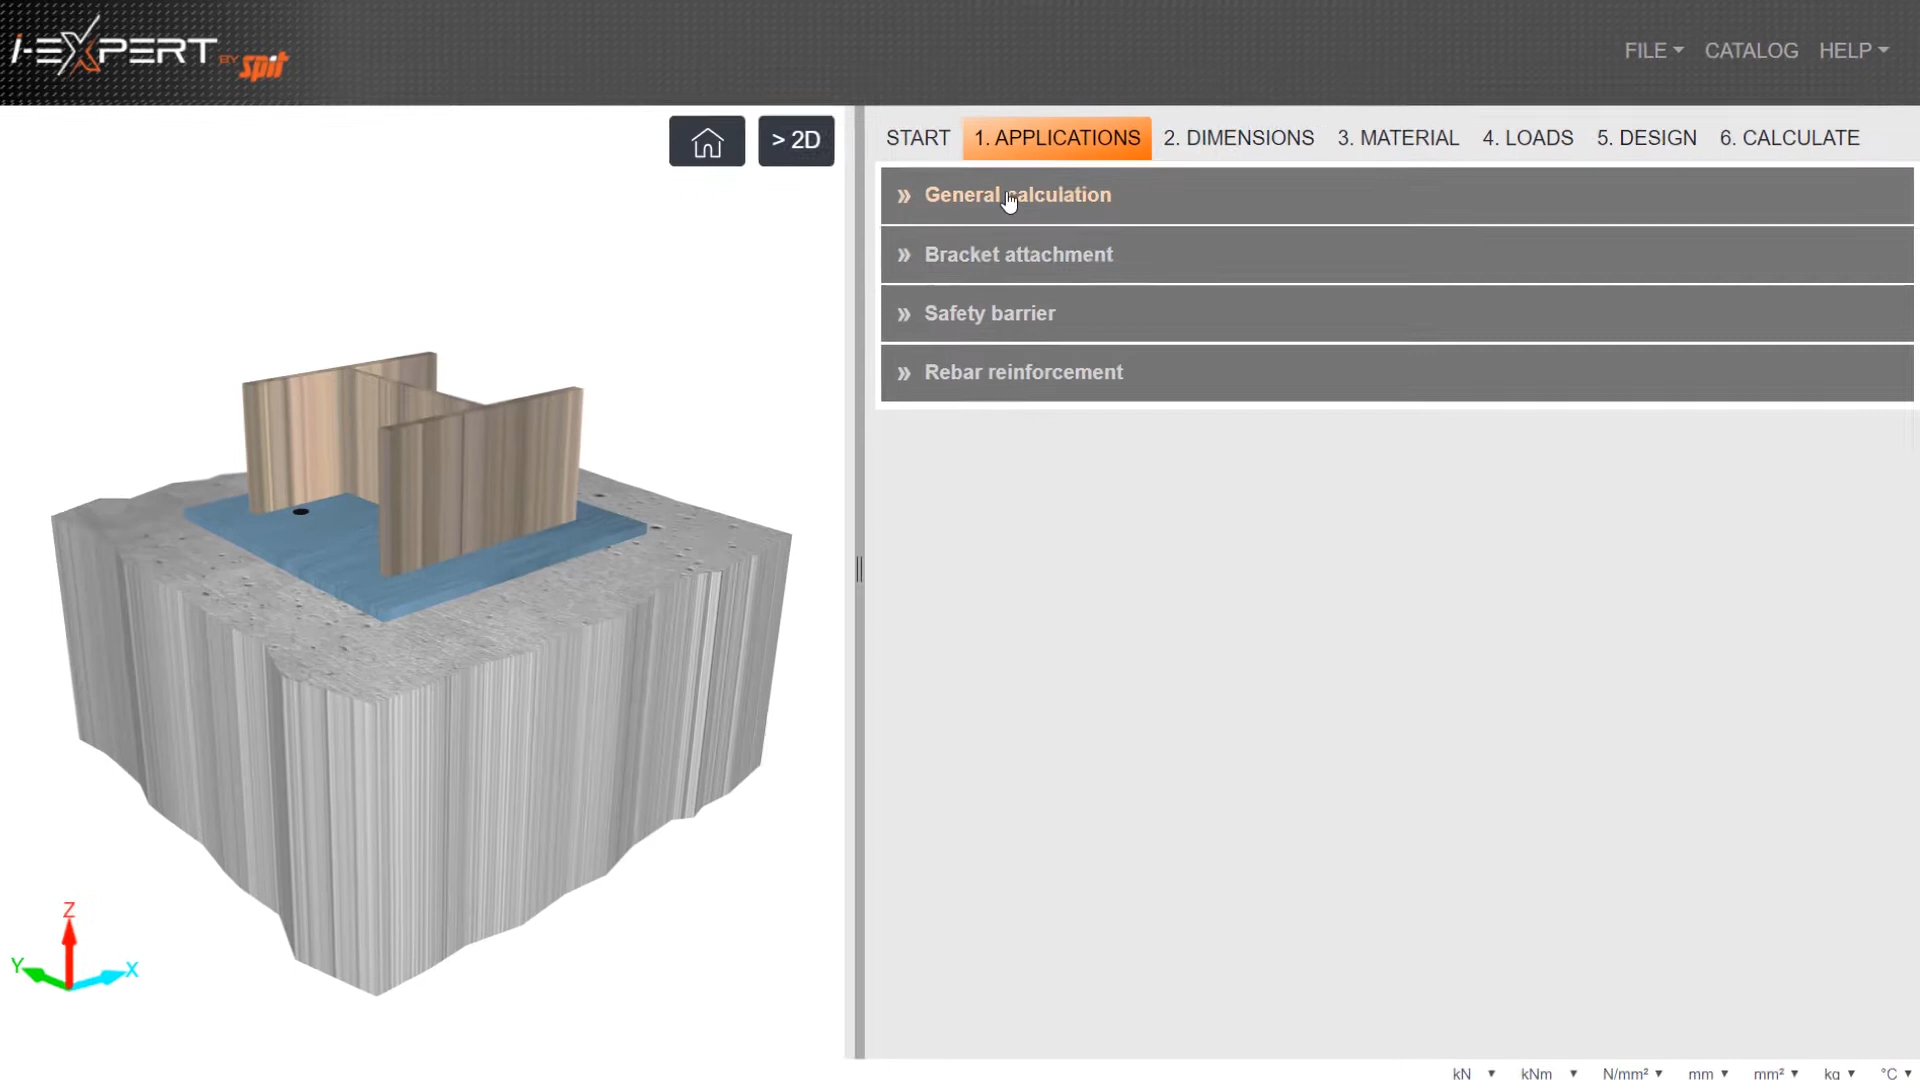 i-EXPERT BY Spit
FILE CATALOG HELP
> 2D
START 1. APPLICATIONS 2. DIMENSIONS 3. MATERIAL 4. LOADS 5. DESIGN 6. CALCULATE
» General calculation
» Bracket attachment
» Safety barrier
» Rebar reinforcement
Z
Y X
kN kNm N/mm² mm mm² kg °C